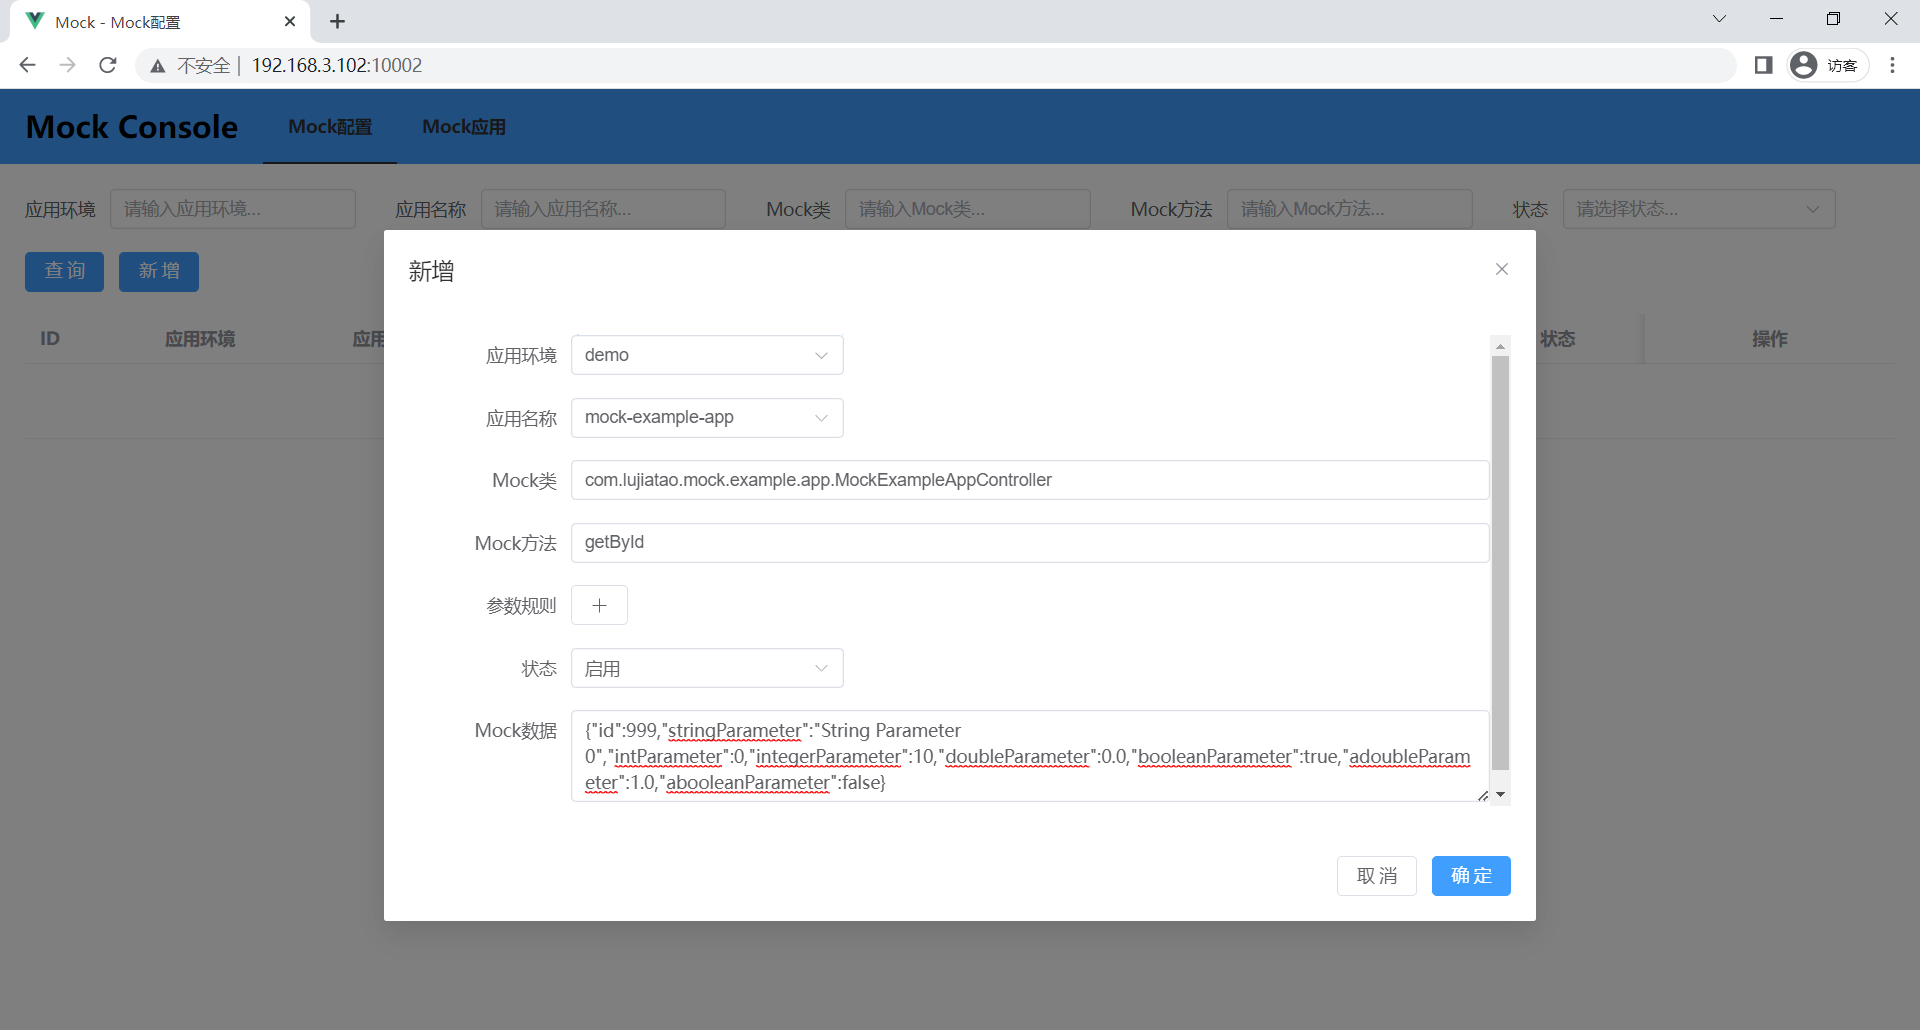 Mock - Mock配置
不安全 192.168.3.102:10002 访客
Mock Console Mock配置 Mock应用
应用环境 请输入应用环境... 应用名称 请输入应用名称... Mock类 请输入Mock类... Mock方法 请输入Mock方法... 状态 请选择状态...
查询 新增
ID 应用环境 应用 状态 操作
新增
应用环境 demo
应用名称 mock-example-app
Mock类 com.lujiatao.mock.example.app.MockExampleAppController
Mock方法 getById
参数规则
状态 启用
Mock数据 {"id":999,"stringParameter":"String Parameter
0","intParameter":0,"integerParameter":10,"doubleParameter":0.0,"booleanParameter":true,"adoubleParam
eter":1.0,"abooleanParameter":false}
取消 确定